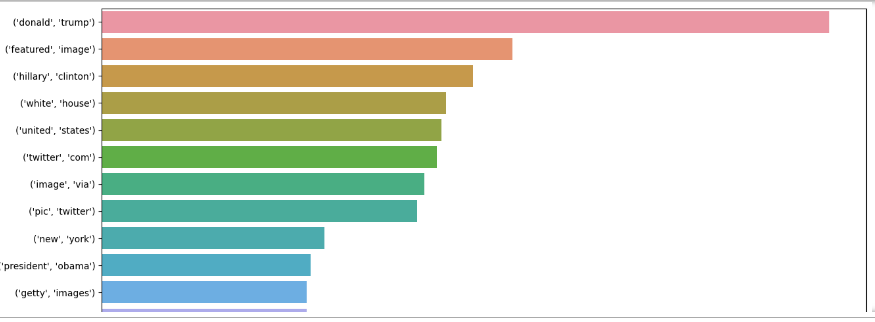 ('donald', 'trump')
('featured', 'image')
('hillary', 'clinton')
('white', 'house')
('united', 'states')
('twitter', 'com')
('image', 'via')
('pic', 'twitter')
('new', 'york')
'president', 'obama')
('getty', 'images')